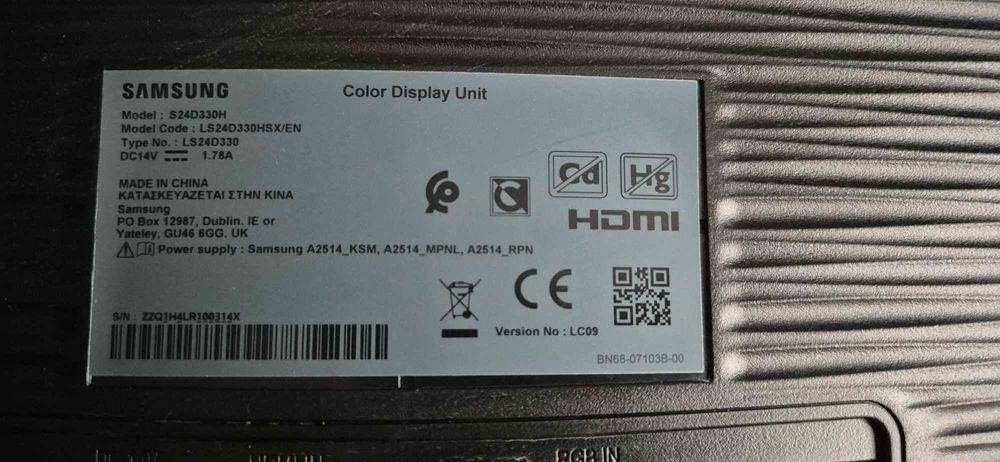 SAMSUNG
Color Display Unit
Model : S24D330H
Model Code : LS24D330HSX/EN
Type No. : LS24D330
DC14V ⎓ 1.78A
MADE IN CHINA
ΚΑΤΑΣΚΕΥΑΖΕΤΑΙ ΣΤΗΝ ΚΙΝΑ
Samsung
PO Box 12987, Dublin. IE or
Yateley, GU46 6GG. UK
Cd Hg
HDMI
Power supply : Samsung A2514_KSM, A2514_MPNL, A2514_RPN
CE
S/N : ZZQ1H4LR100314X
Version No : LC09
BN68-07103B-00
RGB IN